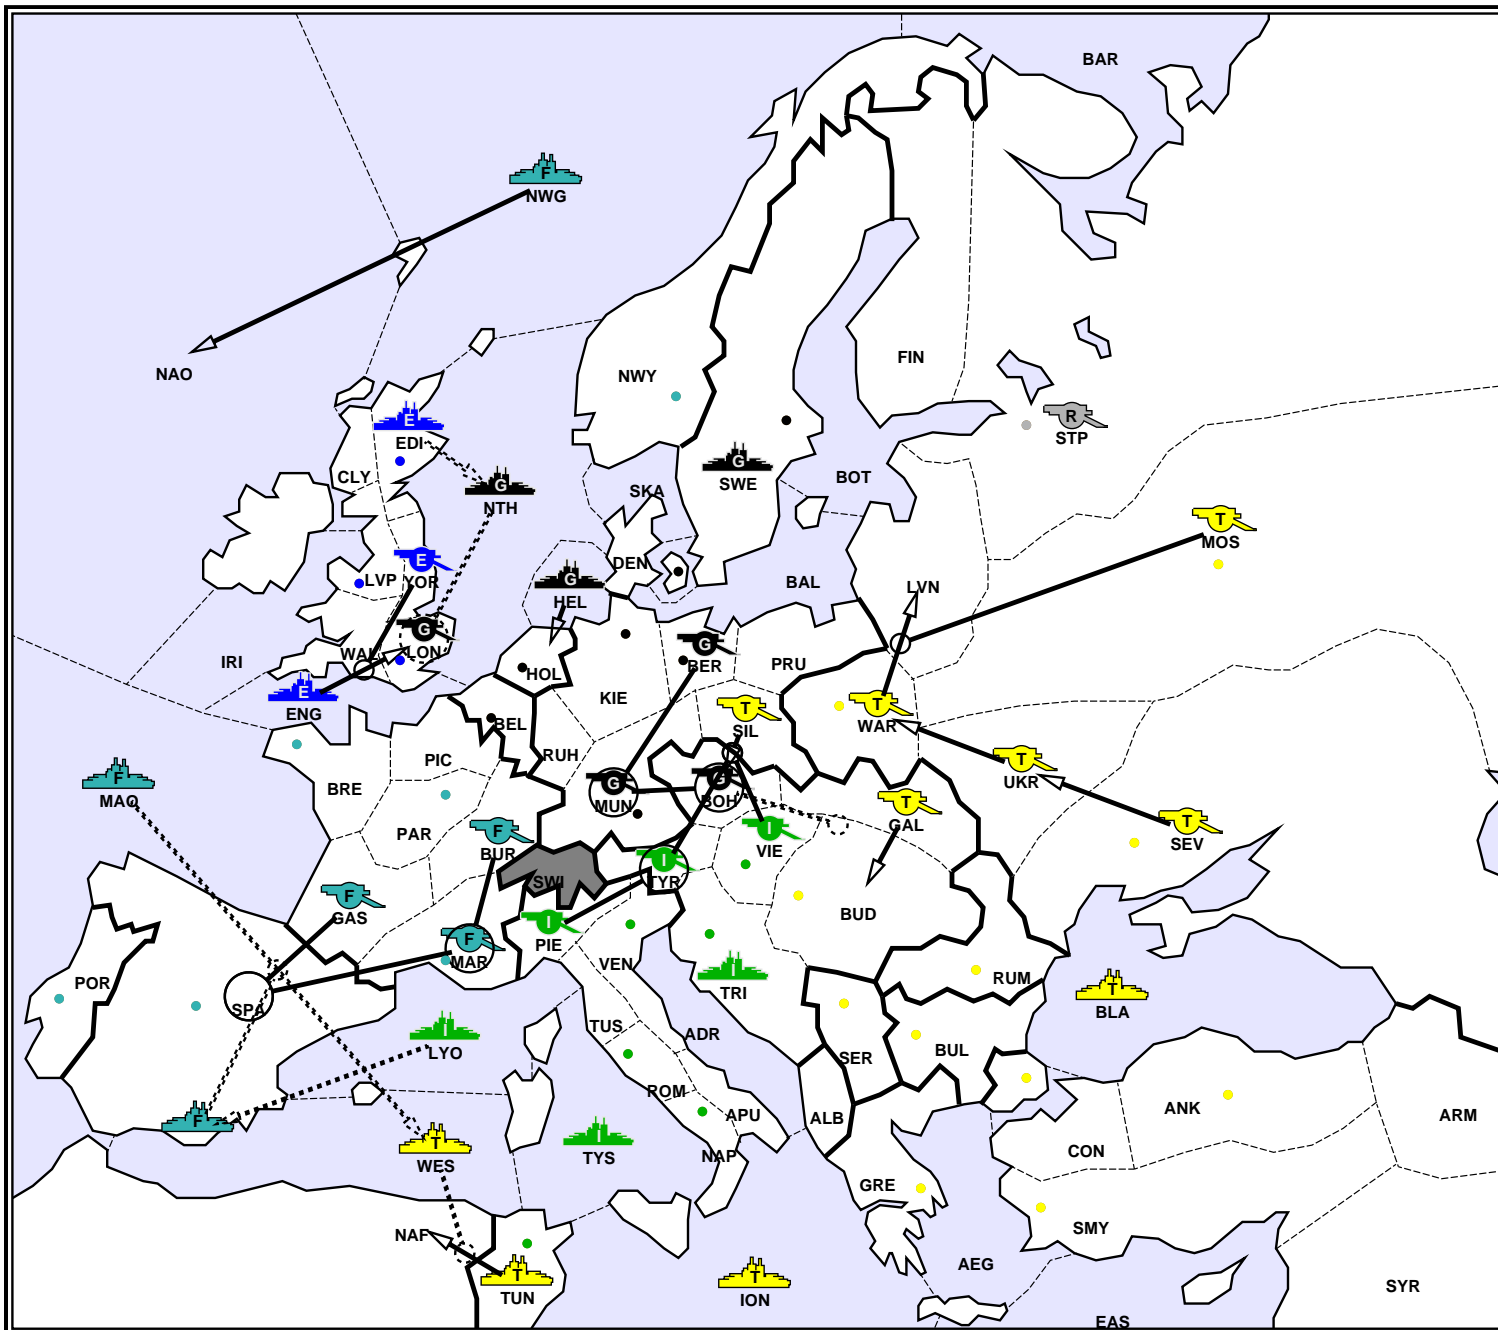 BAR
F
NWG
NAO
FIN
NWY
E
EDI
R
STP
CLY
G
SWE
BOT
SKA
G
NTH
T
MOS
E
LVP
YOR
G
HEL
DEN
BAL
LVN
G
LON
WAL
IRI
HOL
G
BER
PRU
E
ENG
KIE
T
SIL
T
WAR
BEL
PIC
RUH
T
UKR
F
MAO
BRE
G
MUN
G
BOH
T
GAL
T
SEV
PAR
F
BUR
I
VIE
I
TYR
SWI
F
GAS
BUD
I
PIE
F
MAR
VEN
POR
SPA
I
TRI
RUM
T
BLA
I
LYO
TUS
ADR
SER
BUL
ROM
APU
ALB
ANK
ARM
F
T
WES
I
TYS
NAP
CON
GRE
SMY
NAF
T
TUN
T
ION
AEG
SYR
EAS